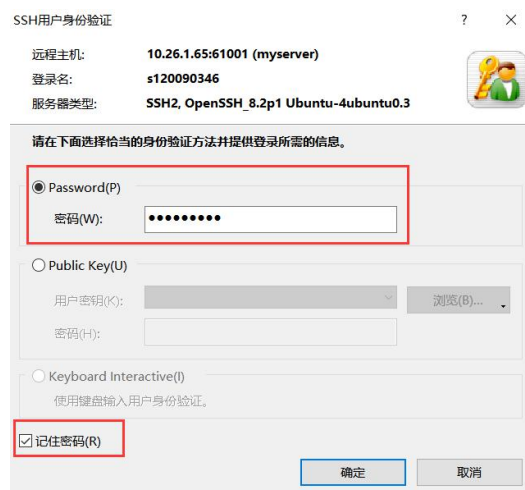 SSH用户身份验证
远程主机: 10.26.1.65:61001 (myserver)
登录名: s120090346
服务器类型: SSH2, OpenSSH_8.2p1 Ubuntu-4ubuntu0.3
请在下面选择恰当的身份验证方法并提供登录所需的信息。
Password(P)
密码(W): ●●●●●●●●●
Public Key(U)
用户密钥(K): 浏览(B)...
密码(H):
Keyboard Interactive(I)
使用键盘输入用户身份验证。
记住密码(R)
确定 取消